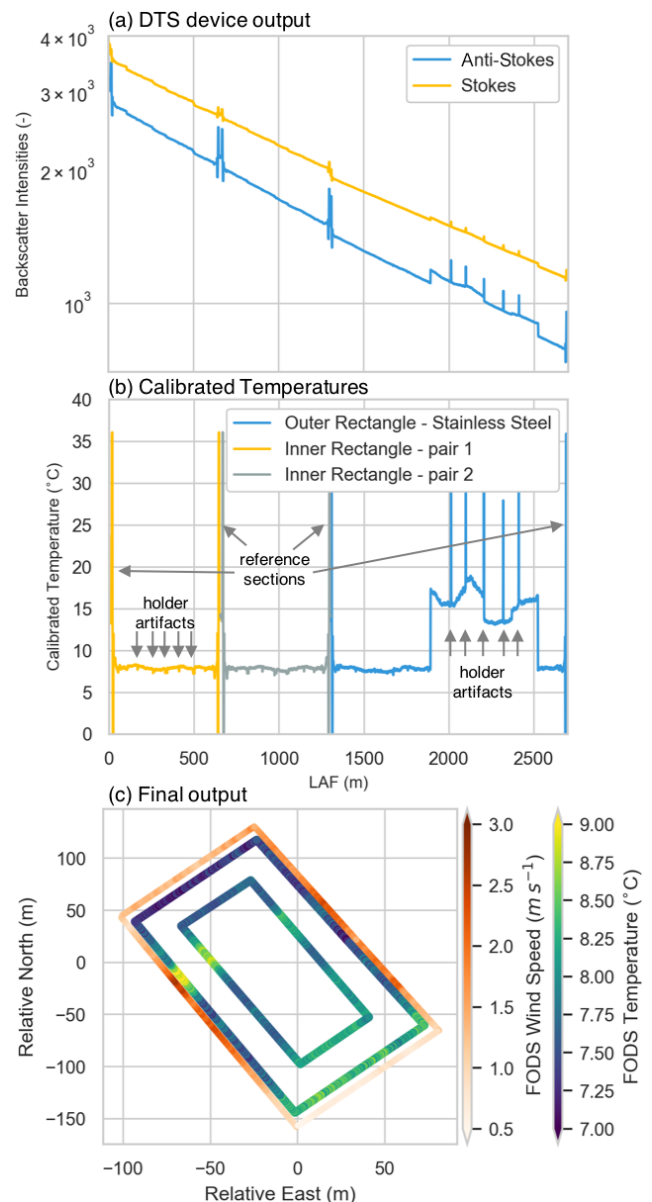 (a) DTS device output
4 × 10³
3 × 10³
2 × 10³
10³
Backscatter Intensities (-)
Anti-Stokes
Stokes
(b) Calibrated Temperatures
40
35
30
25
20
15
10
5
0
Calibrated Temperature (°C)
Outer Rectangle - Stainless Steel
Inner Rectangle - pair 1
Inner Rectangle - pair 2
reference
sections
holder
artifacts
holder
artifacts
0
500
1000
1500
2000
2500
LAF (m)
(c) Final output
100
50
0
−50
−100
−150
Relative North (m)
−100
−50
0
50
Relative East (m)
3.0
2.5
2.0
1.5
1.0
0.5
FODS Wind Speed (m s⁻¹)
9.00
8.75
8.50
8.25
8.00
7.75
7.50
7.25
7.00
FODS Temperature (°C)